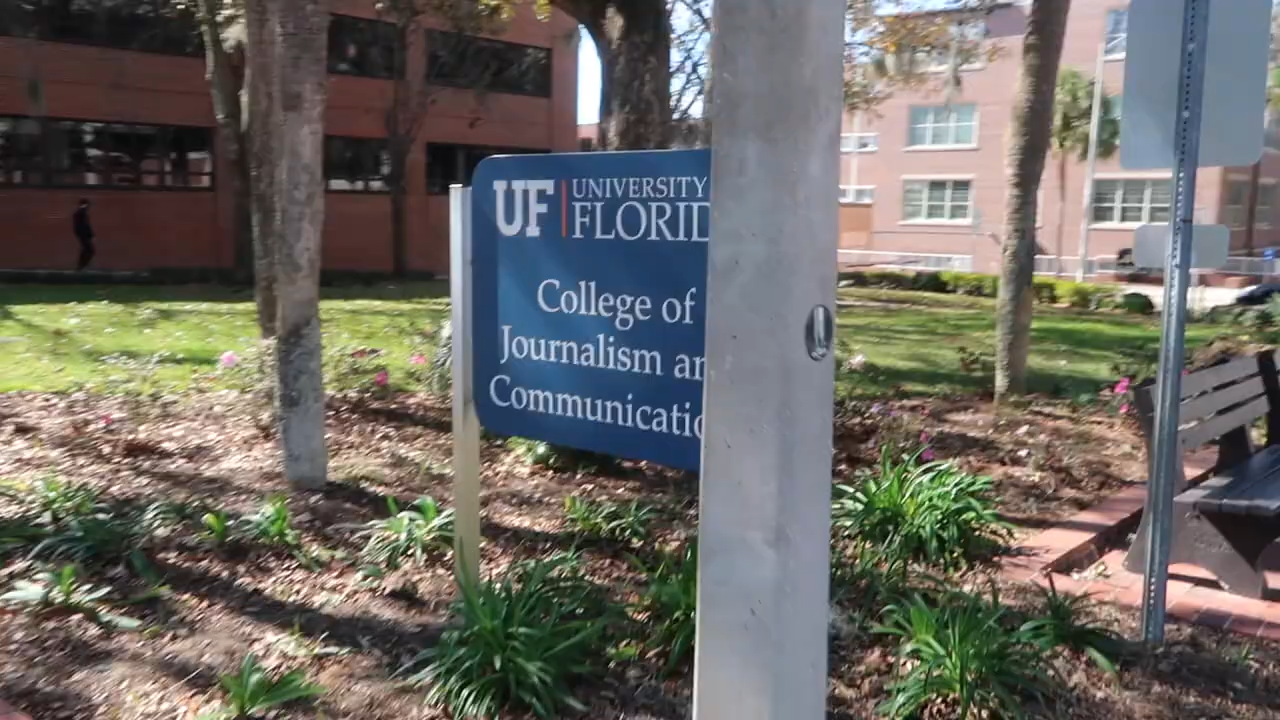 UF UNIVERSITY
FLORID
College of
Journalism an
Communicatio